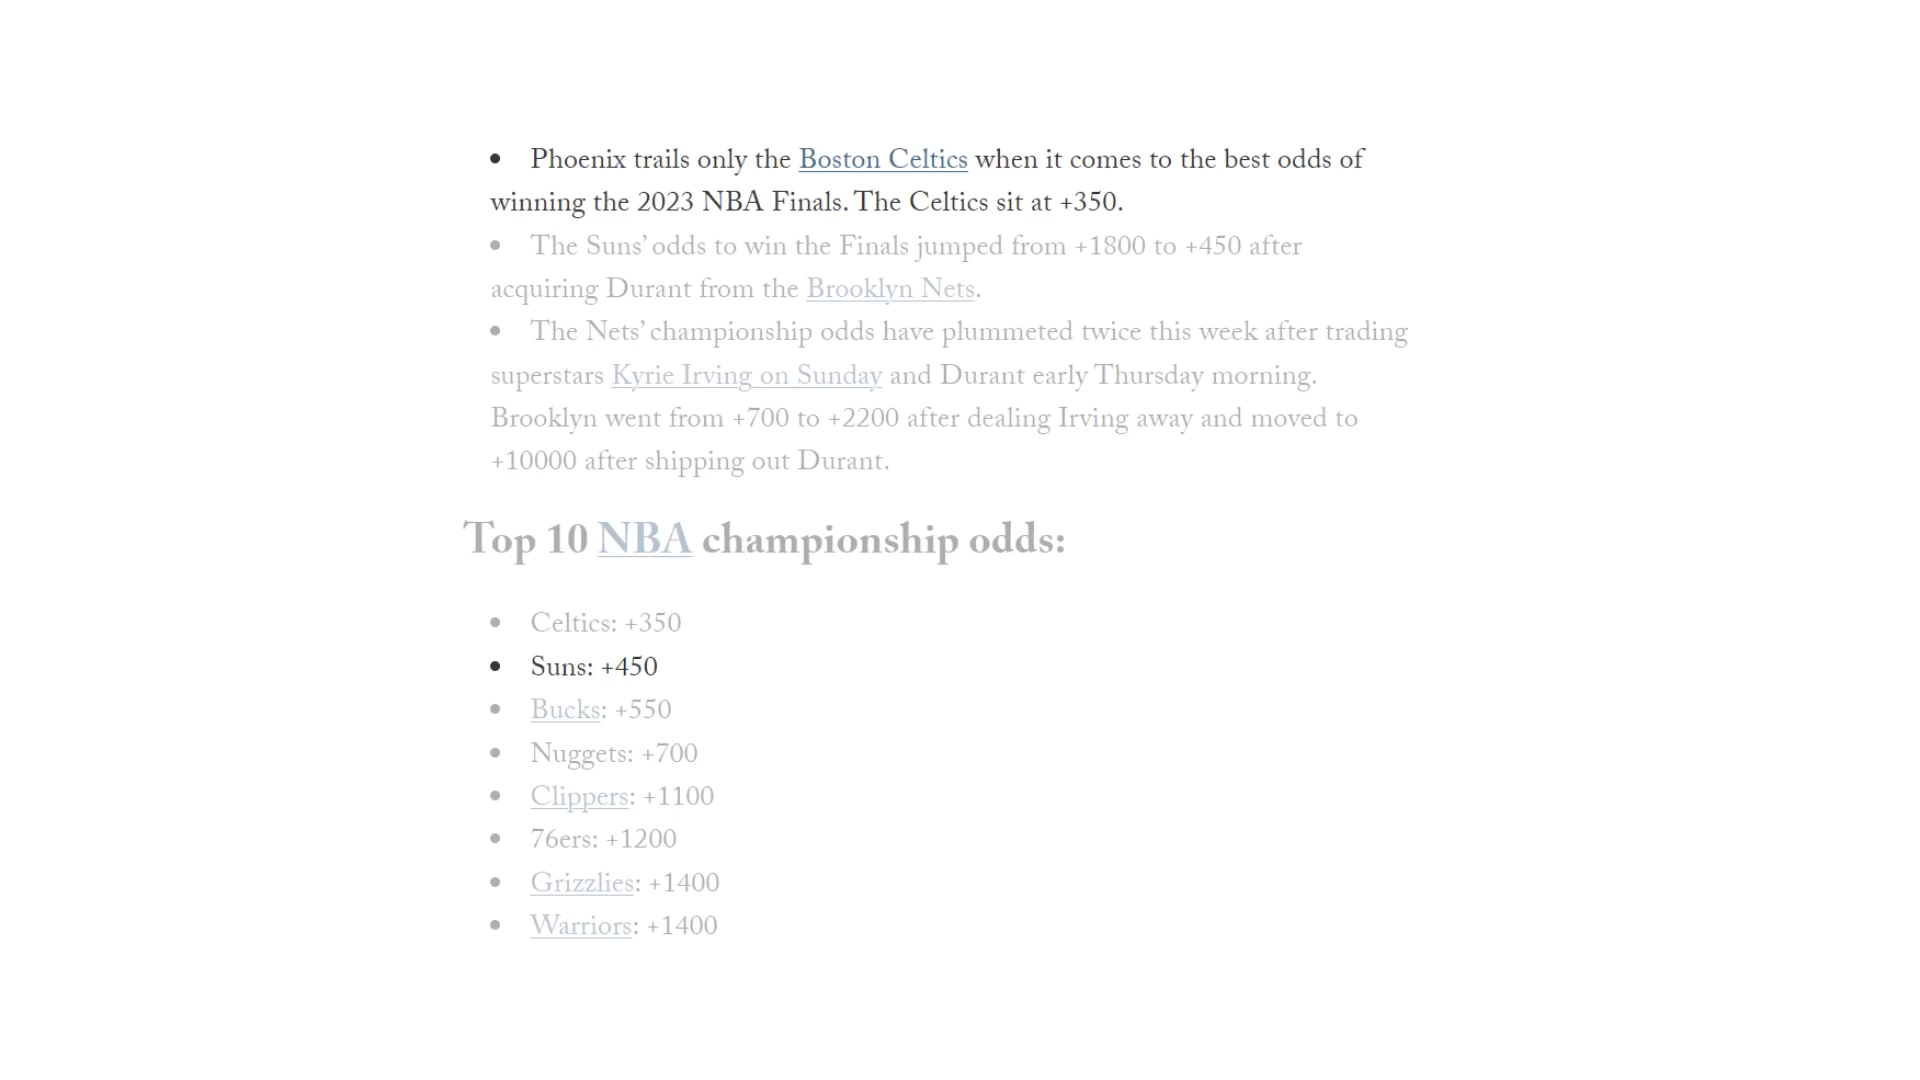 • Phoenix trails only the Boston Celtics when it comes to the best odds of
winning the 2023 NBA Finals. The Celtics sit at +350.
• The Suns’ odds to win the Finals jumped from +1800 to +450 after
acquiring Durant from the Brooklyn Nets.
• The Nets’ championship odds have plummeted twice this week after trading
superstars Kyrie Irving on Sunday and Durant early Thursday morning.
Brooklyn went from +700 to +2200 after dealing Irving away and moved to
+10000 after shipping out Durant.
Top 10 NBA championship odds:
• Celtics: +350
• Suns: +450
• Bucks: +550
• Nuggets: +700
• Clippers: +1100
• 76ers: +1200
• Grizzlies: +1400
• Warriors: +1400